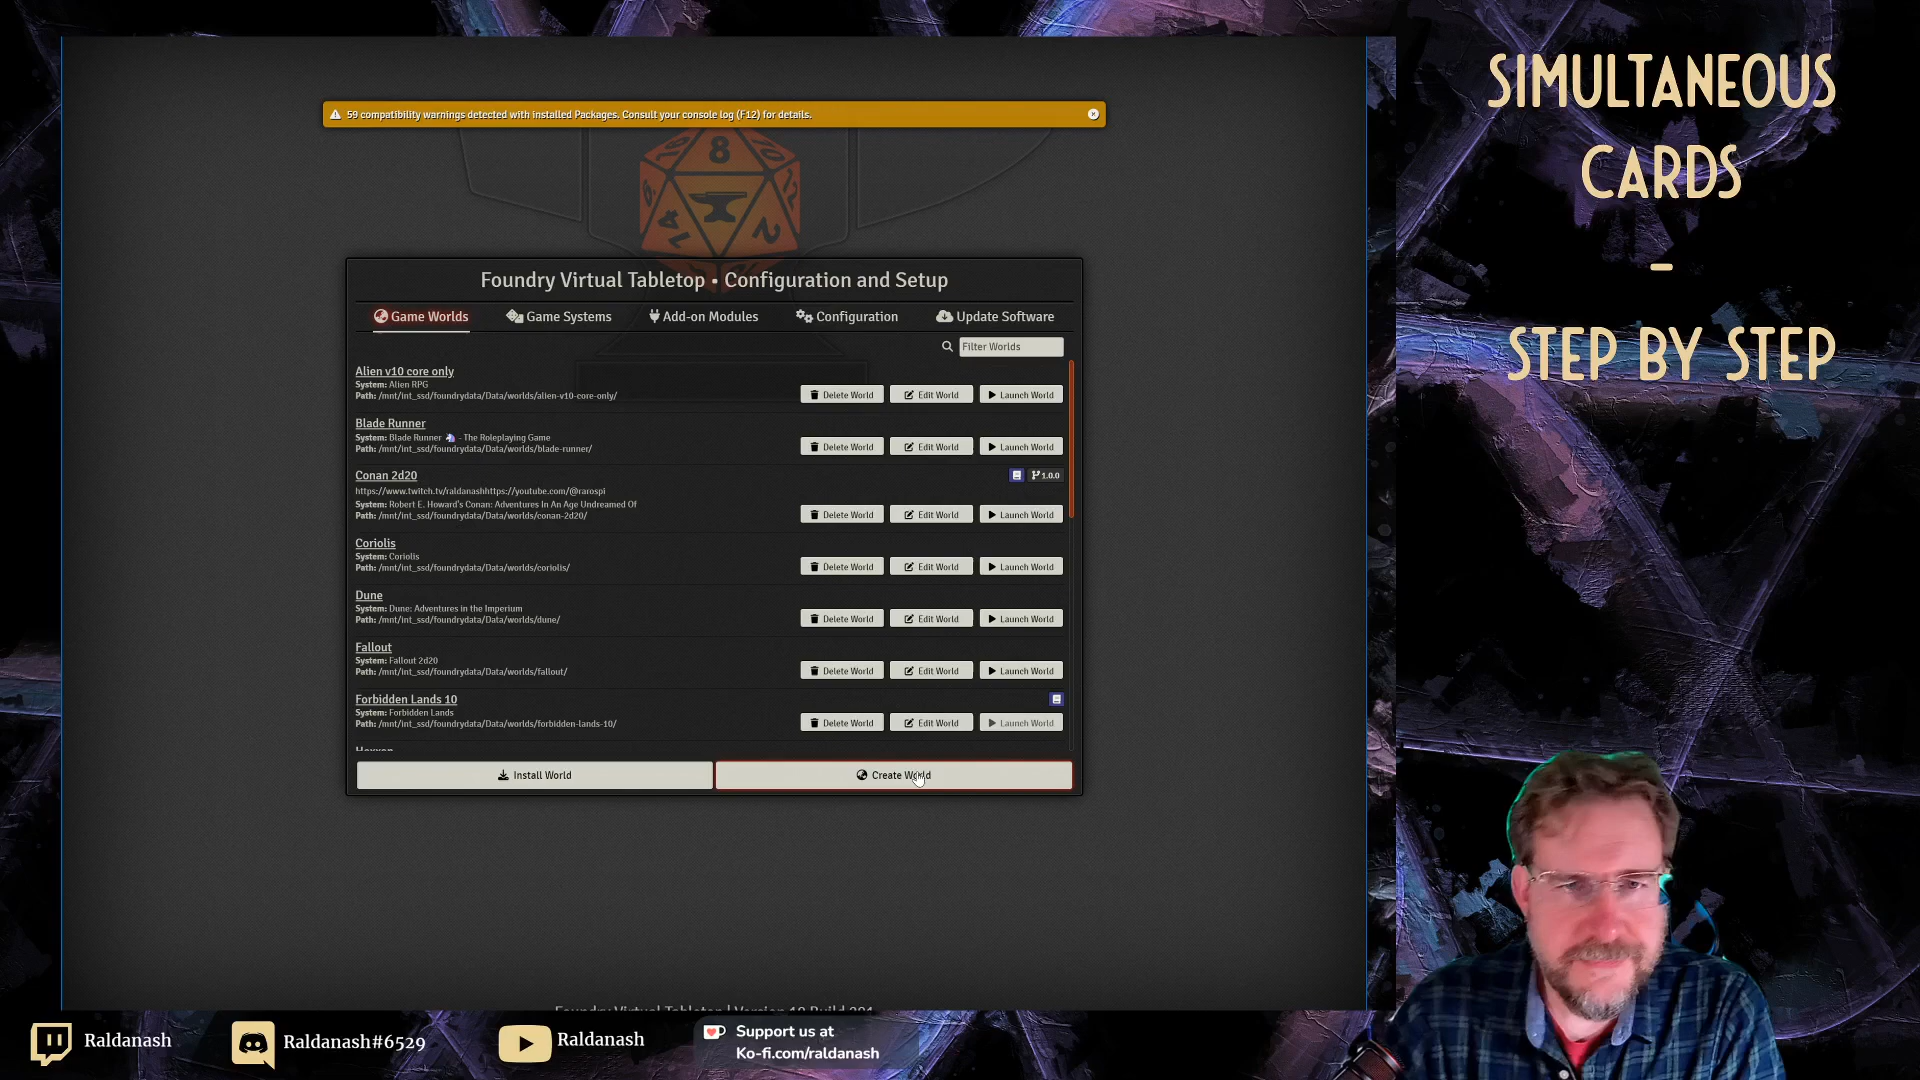 SIMULTANEOUS
CARDS
-
STEP BY STEP
59 compatibility warnings detected with installed Packages. Consult your console log (F12) for details.
8
Foundry Virtual Tabletop • Configuration and Setup
Game Worlds
Game Systems
Add-on Modules
Configuration
Update Software
Filter Worlds
Alien v10 core only
System: Alien RPG
Path: /mnt/int_ssd/foundrydata/Data/worlds/alien-v10-core-only/
Delete World
Edit World
Launch World
Blade Runner
System: Blade Runner - The Roleplaying Game
Path: /mnt/int_ssd/foundrydata/Data/worlds/blade-runner/
Delete World
Edit World
Launch World
Conan 2d20
1.0.0
https://www.twitch.tv/raldanashhttps://youtube.com/@rarospi
System: Robert E. Howard's Conan: Adventures In An Age Undreamed Of
Path: /mnt/int_ssd/foundrydata/Data/worlds/conan-2d20/
Delete World
Edit World
Launch World
Coriolis
System: Coriolis
Path: /mnt/int_ssd/foundrydata/Data/worlds/coriolis/
Delete World
Edit World
Launch World
Dune
System: Dune: Adventures in the Imperium
Path: /mnt/int_ssd/foundrydata/Data/worlds/dune/
Delete World
Edit World
Launch World
Fallout
System: Fallout 2d20
Path: /mnt/int_ssd/foundrydata/Data/worlds/fallout/
Delete World
Edit World
Launch World
Forbidden Lands 10
System: Forbidden Lands
Path: /mnt/int_ssd/foundrydata/Data/worlds/forbidden-lands-10/
Delete World
Edit World
Launch World
Install World
Create World
Raldanash
Raldanash#6529
Raldanash
Support us at
Ko-fi.com/raldanash